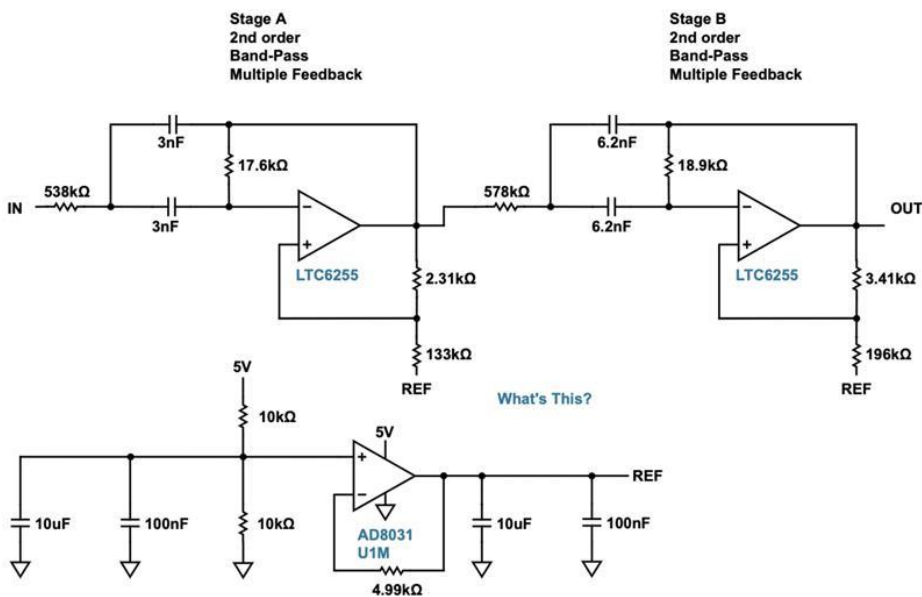 Stage A
2nd order
Band-Pass
Multiple Feedback
Stage B
2nd order
Band-Pass
Multiple Feedback
3nF
17.6kΩ
538kΩ
IN
3nF
LTC6255
2.31kΩ
133kΩ
REF
6.2nF
18.9kΩ
578kΩ
6.2nF
OUT
LTC6255
3.41kΩ
196kΩ
REF
What's This?
5V
10kΩ
5V
REF
10uF
100nF
10kΩ
AD8031
U1M
4.99kΩ
10uF
100nF